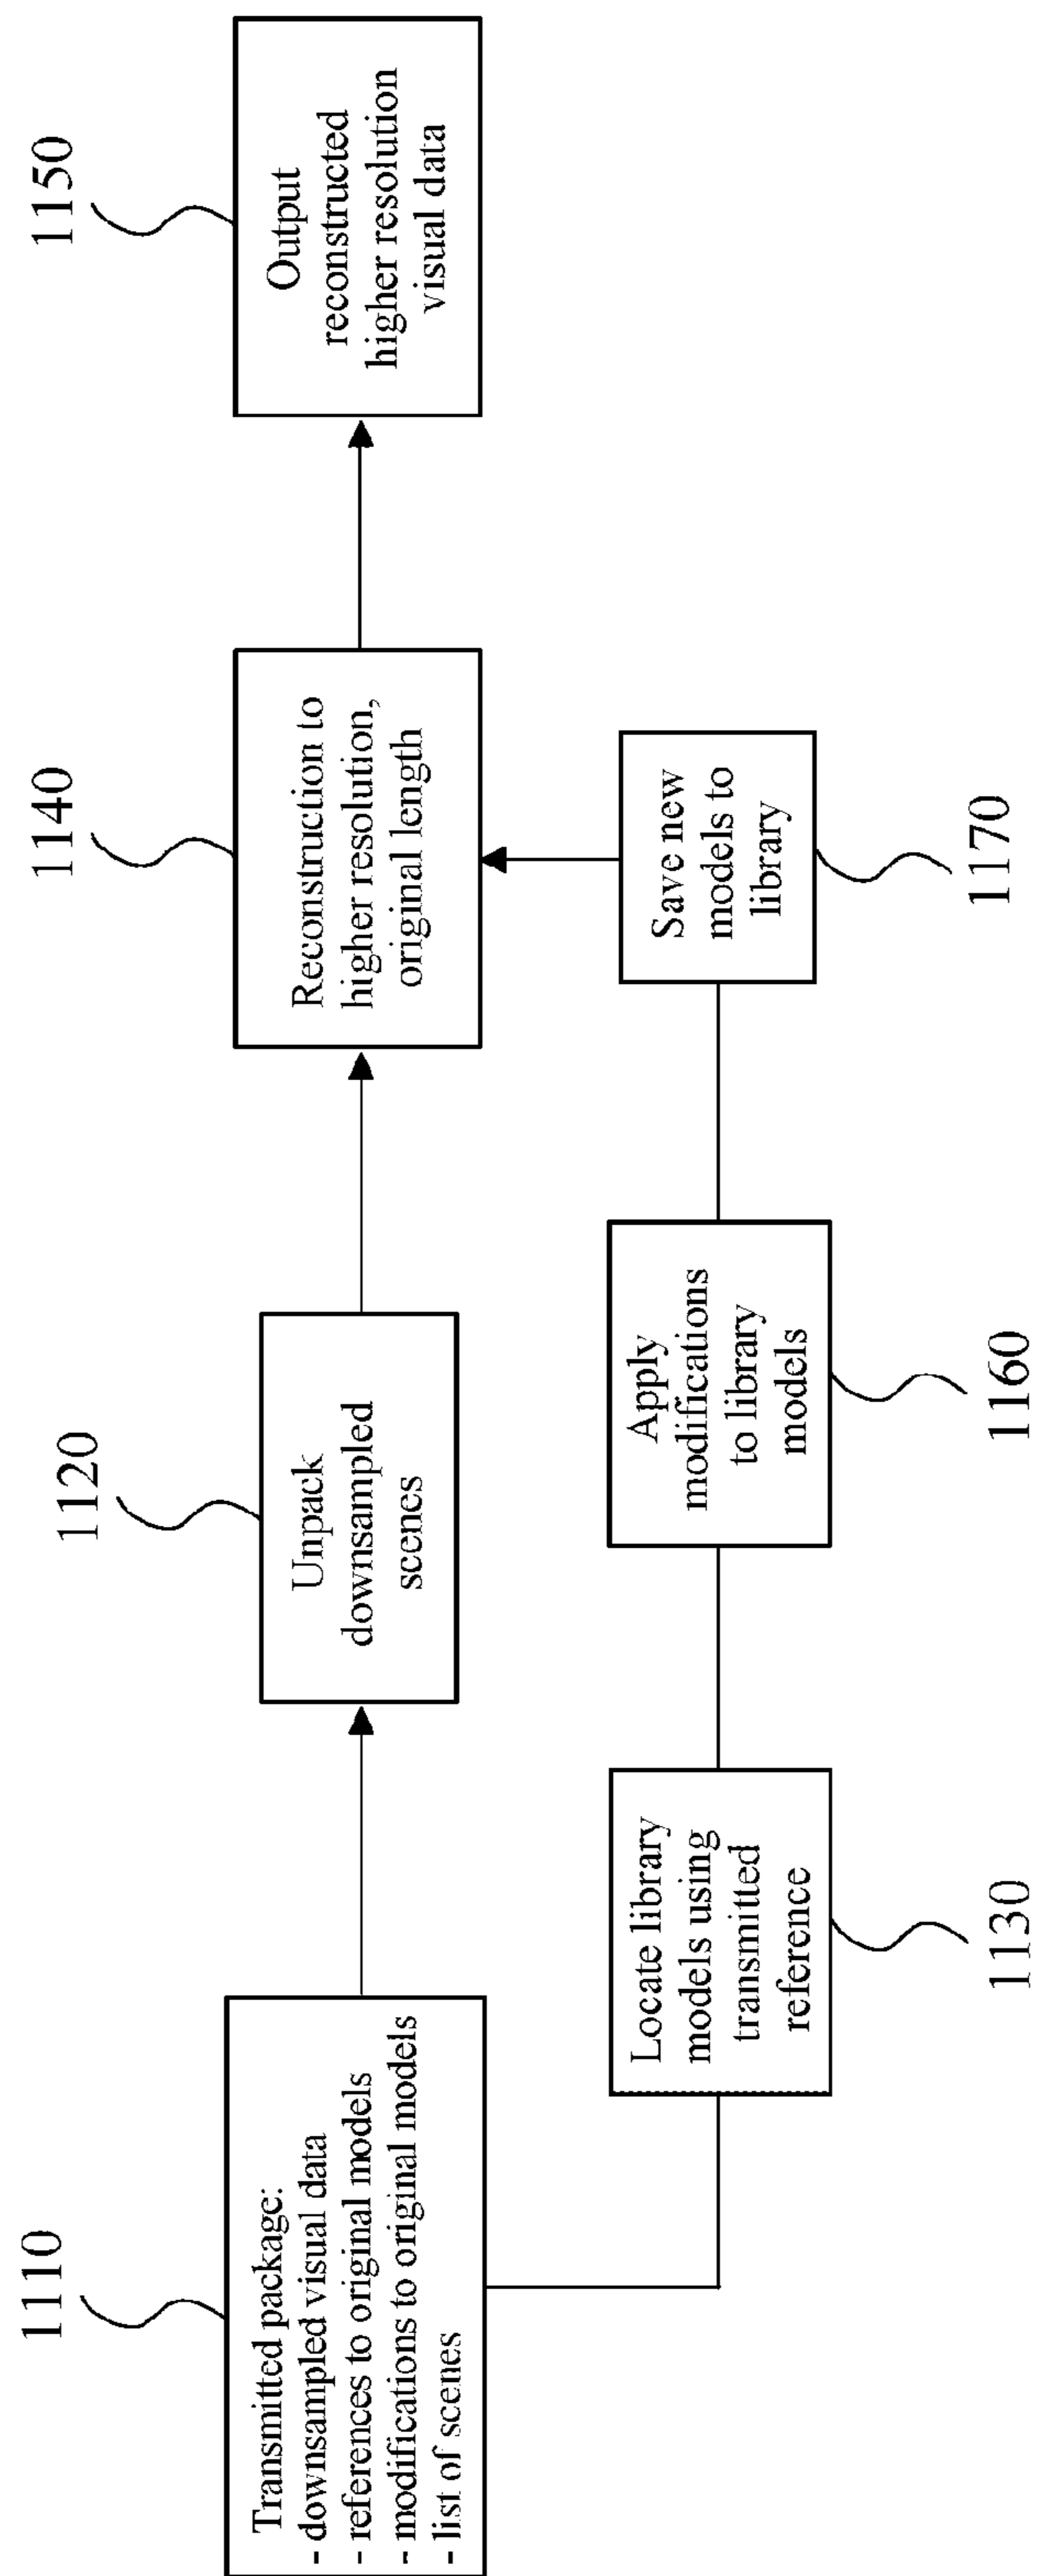 1110
Transmitted package:
- downsampled visual data
- references to original models
- modifications to original models
- list of scenes
1120
Unpack
downsampled
scenes
1140
Reconstruction to
higher resolution,
original length
1150
Output
reconstructed
higher resolution
visual data
Locate library
models using
transmitted
reference
1130
Apply
modifications
to library
models
1160
Save new
models to
library
1170